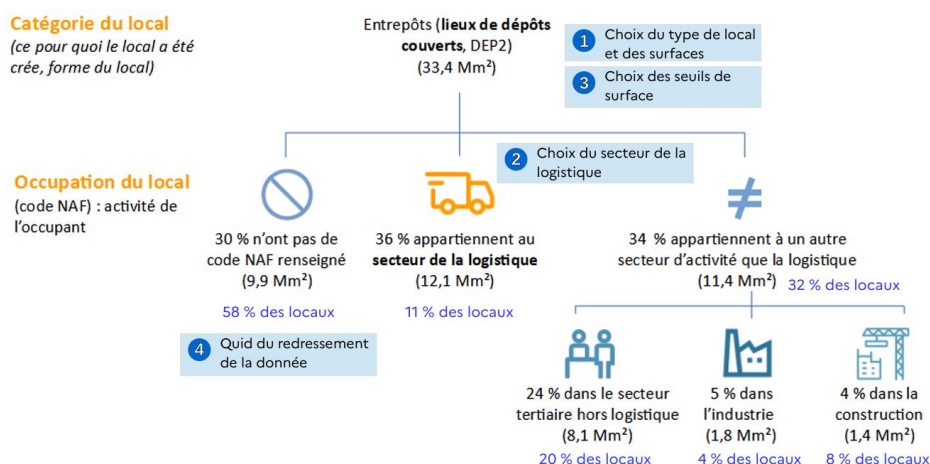 Catégorie du local
(ce pour quoi le local a été
crée, forme du local)
Entrepôts (lieux de dépôts
couverts, DEP2)
(33,4 Mm²)
1 Choix du type de local
et des surfaces
3 Choix des seuils de
surface
2 Choix du secteur de la
logistique
Occupation du local
(code NAF) : activité de
l'occupant
30 % n'ont pas de
code NAF renseigné
(9,9 Mm²)
58 % des locaux
36 % appartiennent au
secteur de la logistique
(12,1 Mm²)
11 % des locaux
34 % appartiennent à un autre
secteur d'activité que la logistique
(11,4 Mm²) 32 % des locaux
4 Quid du redressement
de la donnée
24 % dans le secteur
tertiaire hors logistique
(8,1 Mm²)
20 % des locaux
5 % dans
l'industrie
(1,8 Mm²)
4 % des locaux
4 % dans la
construction
(1,4 Mm²)
8 % des locaux